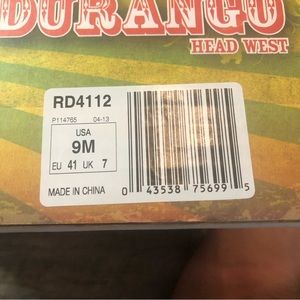 DURANGO
HEAD WEST
RD4112
P114765 04-13
USA
9M
EU 41 UK 7
MADE IN CHINA
0 43538 75699 5